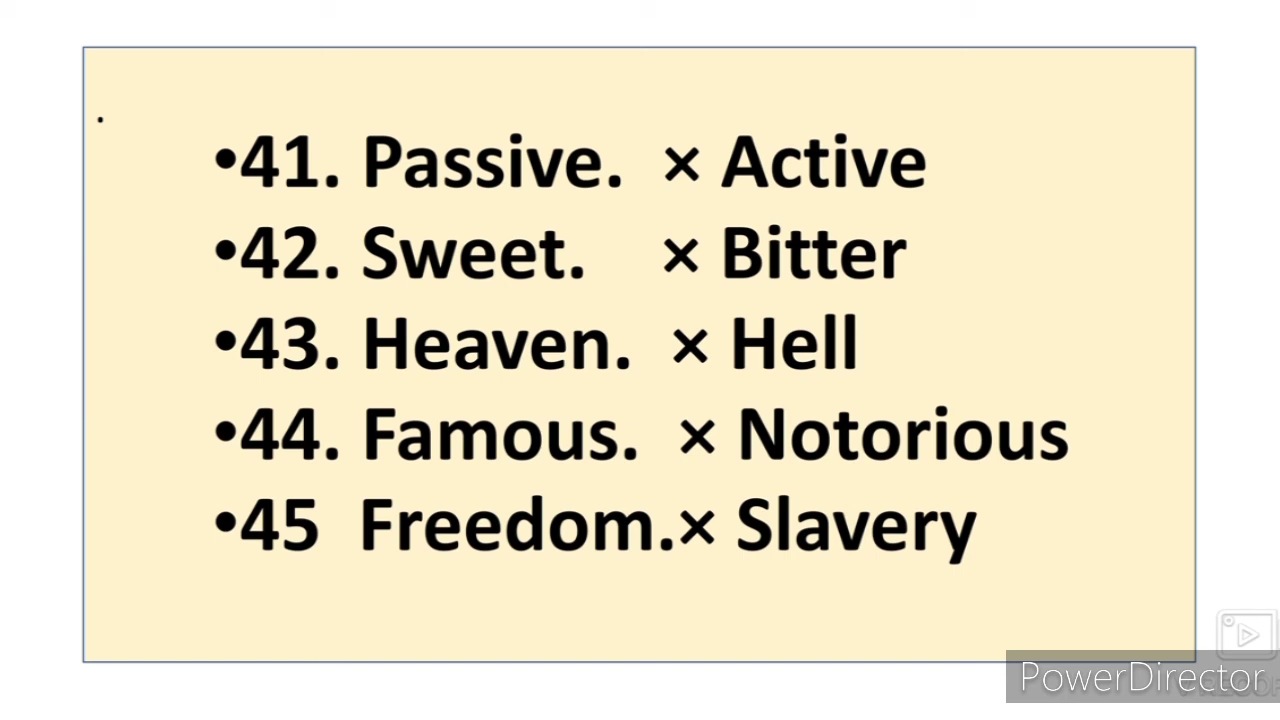 .
•41. Passive. × Active
•42. Sweet. × Bitter
•43. Heaven. × Hell
•44. Famous. × Notorious
•45 Freedom.× Slavery
PowerDirector